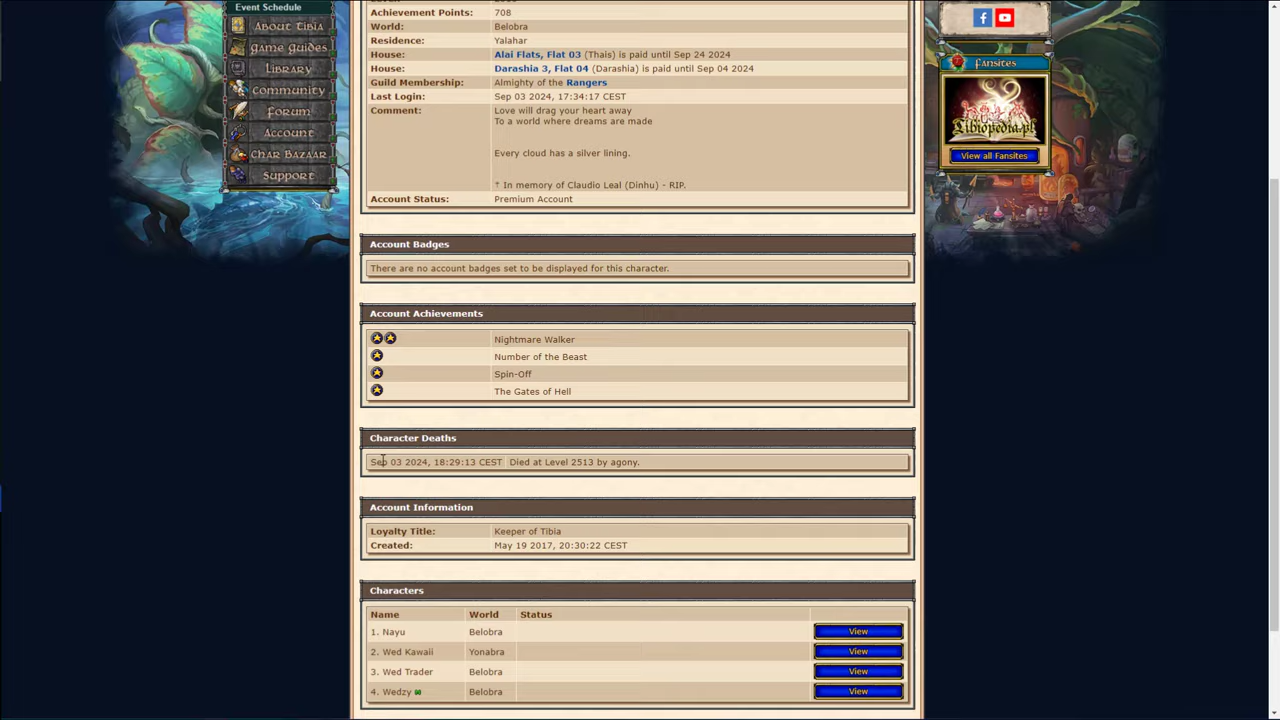 Event Schedule
About Tibia
Game Guides
Library
Community
Forum
Account
Char Bazaar
Support
Achievement Points: 708
World: Belobra
Residence: Yalahar
House: Alai Flats, Flat 03 (Thais) is paid until Sep 24 2024
House: Darashia 3, Flat 04 (Darashia) is paid until Sep 04 2024
Guild Membership: Almighty of the Rangers
Last Login: Sep 03 2024, 17:34:17 CEST
Comment: Love will drag your heart away
To a world where dreams are made
Every cloud has a silver lining.
† In memory of Claudio Leal (Dinhu) - RIP.
Account Status: Premium Account
Account Badges
There are no account badges set to be displayed for this character.
Account Achievements
Nightmare Walker
Number of the Beast
Spin-Off
The Gates of Hell
Character Deaths
Sep 03 2024, 18:29:13 CEST Died at Level 2513 by agony.
Account Information
Loyalty Title: Keeper of Tibia
Created: May 19 2017, 20:30:22 CEST
Characters
Name World Status
1. Nayu Belobra View
2. Wed Kawaii Yonabra View
3. Wed Trader Belobra View
4. Wedzy Belobra View
Fansites
Tibiopedia.pl
View all Fansites